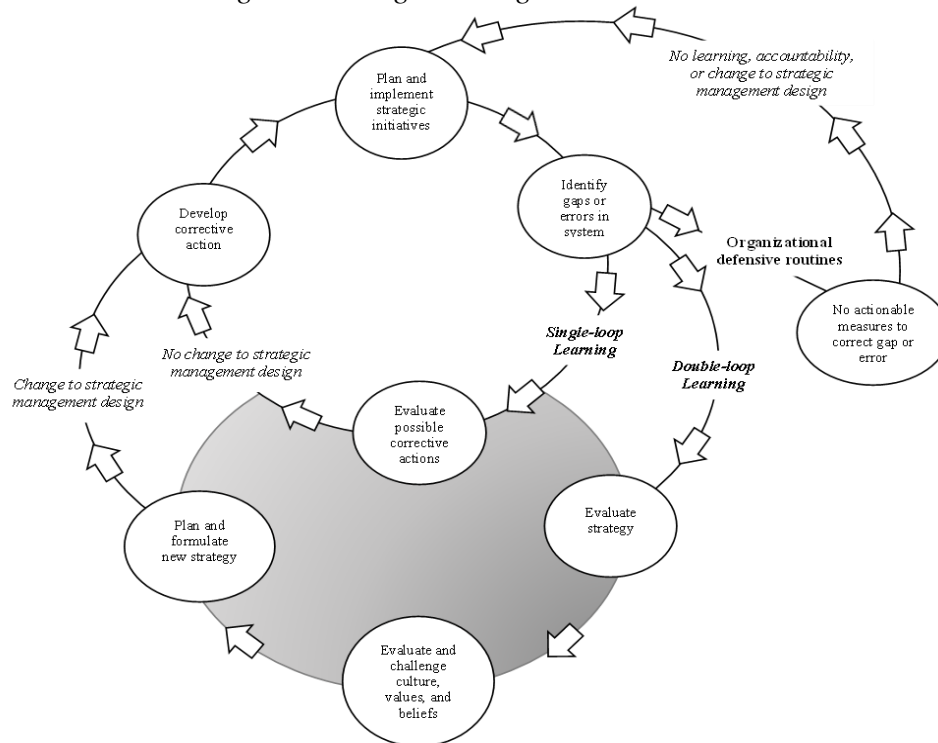 No learning, accountability,
or change to strategic
management design
Plan and
implement
strategic
initiatives
Identify
gaps or
errors in
system
Develop
corrective
action
Organizational
defensive routines
No actionable
measures to
correct gap or
error
Single-loop
Learning
Double-loop
Learning
No change to strategic
management design
Change to strategic
management design
Evaluate
possible
corrective
actions
Evaluate
strategy
Plan and
formulate
new strategy
Evaluate and
challenge
culture,
values, and
beliefs